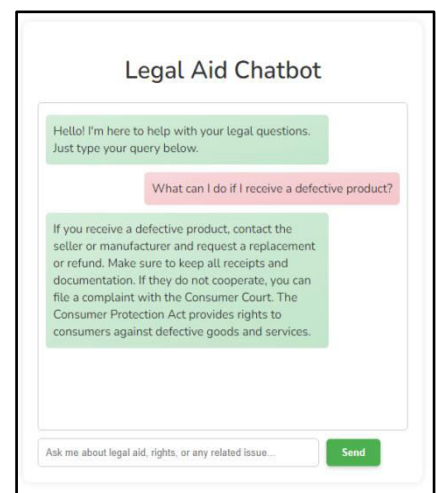 Legal Aid Chatbot
Hello! I'm here to help with your legal questions.
Just type your query below.
What can I do if I receive a defective product?
If you receive a defective product, contact the
seller or manufacturer and request a replacement
or refund. Make sure to keep all receipts and
documentation. If they do not cooperate, you can
file a complaint with the Consumer Court. The
Consumer Protection Act provides rights to
consumers against defective goods and services.
Ask me about legal aid, rights, or any related issue...
Send